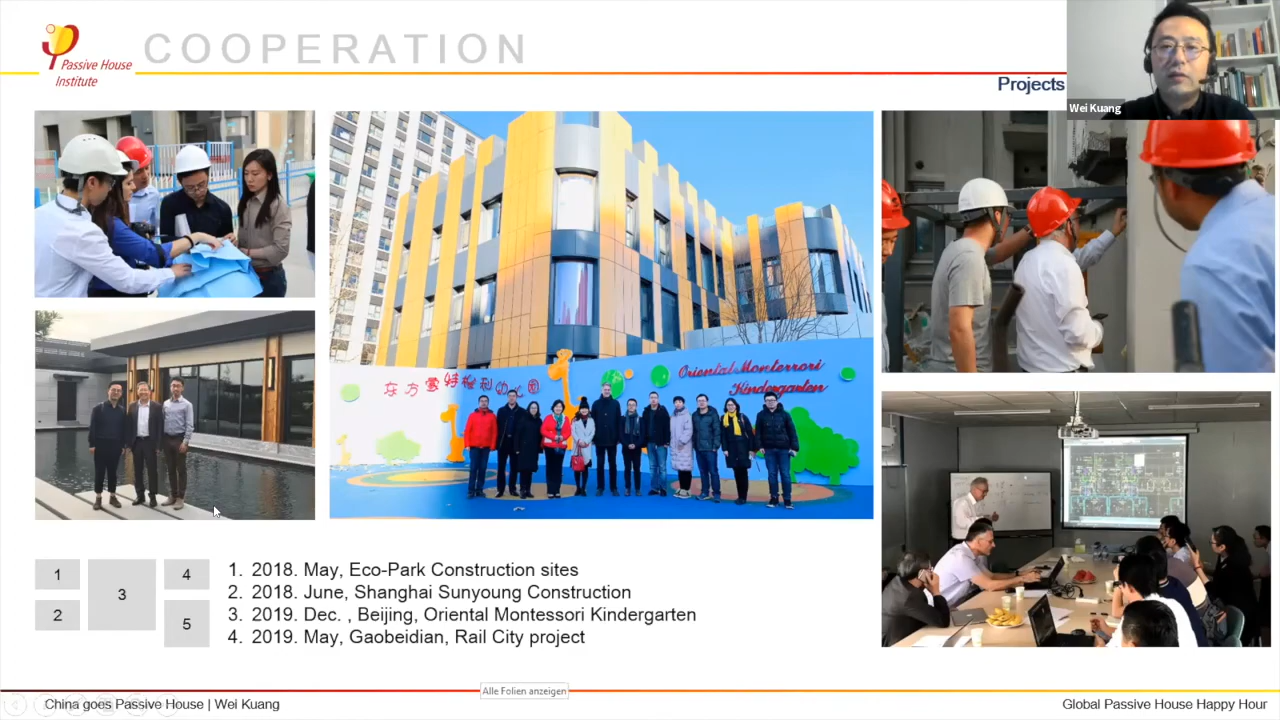 Passive House
Institute
COOPERATION
Projects
Wei Kuang
东方蒙特梭利幼儿园
Oriental Montessori
Kindergarten
1
2
3
4
5
1. 2018. May, Eco-Park Construction sites
2. 2018. June, Shanghai Sunyoung Construction
3. 2019. Dec. , Beijing, Oriental Montessori Kindergarten
4. 2019. May, Gaobeidian, Rail City project
Alle Folien anzeigen
China goes Passive House | Wei Kuang
Global Passive House Happy Hour